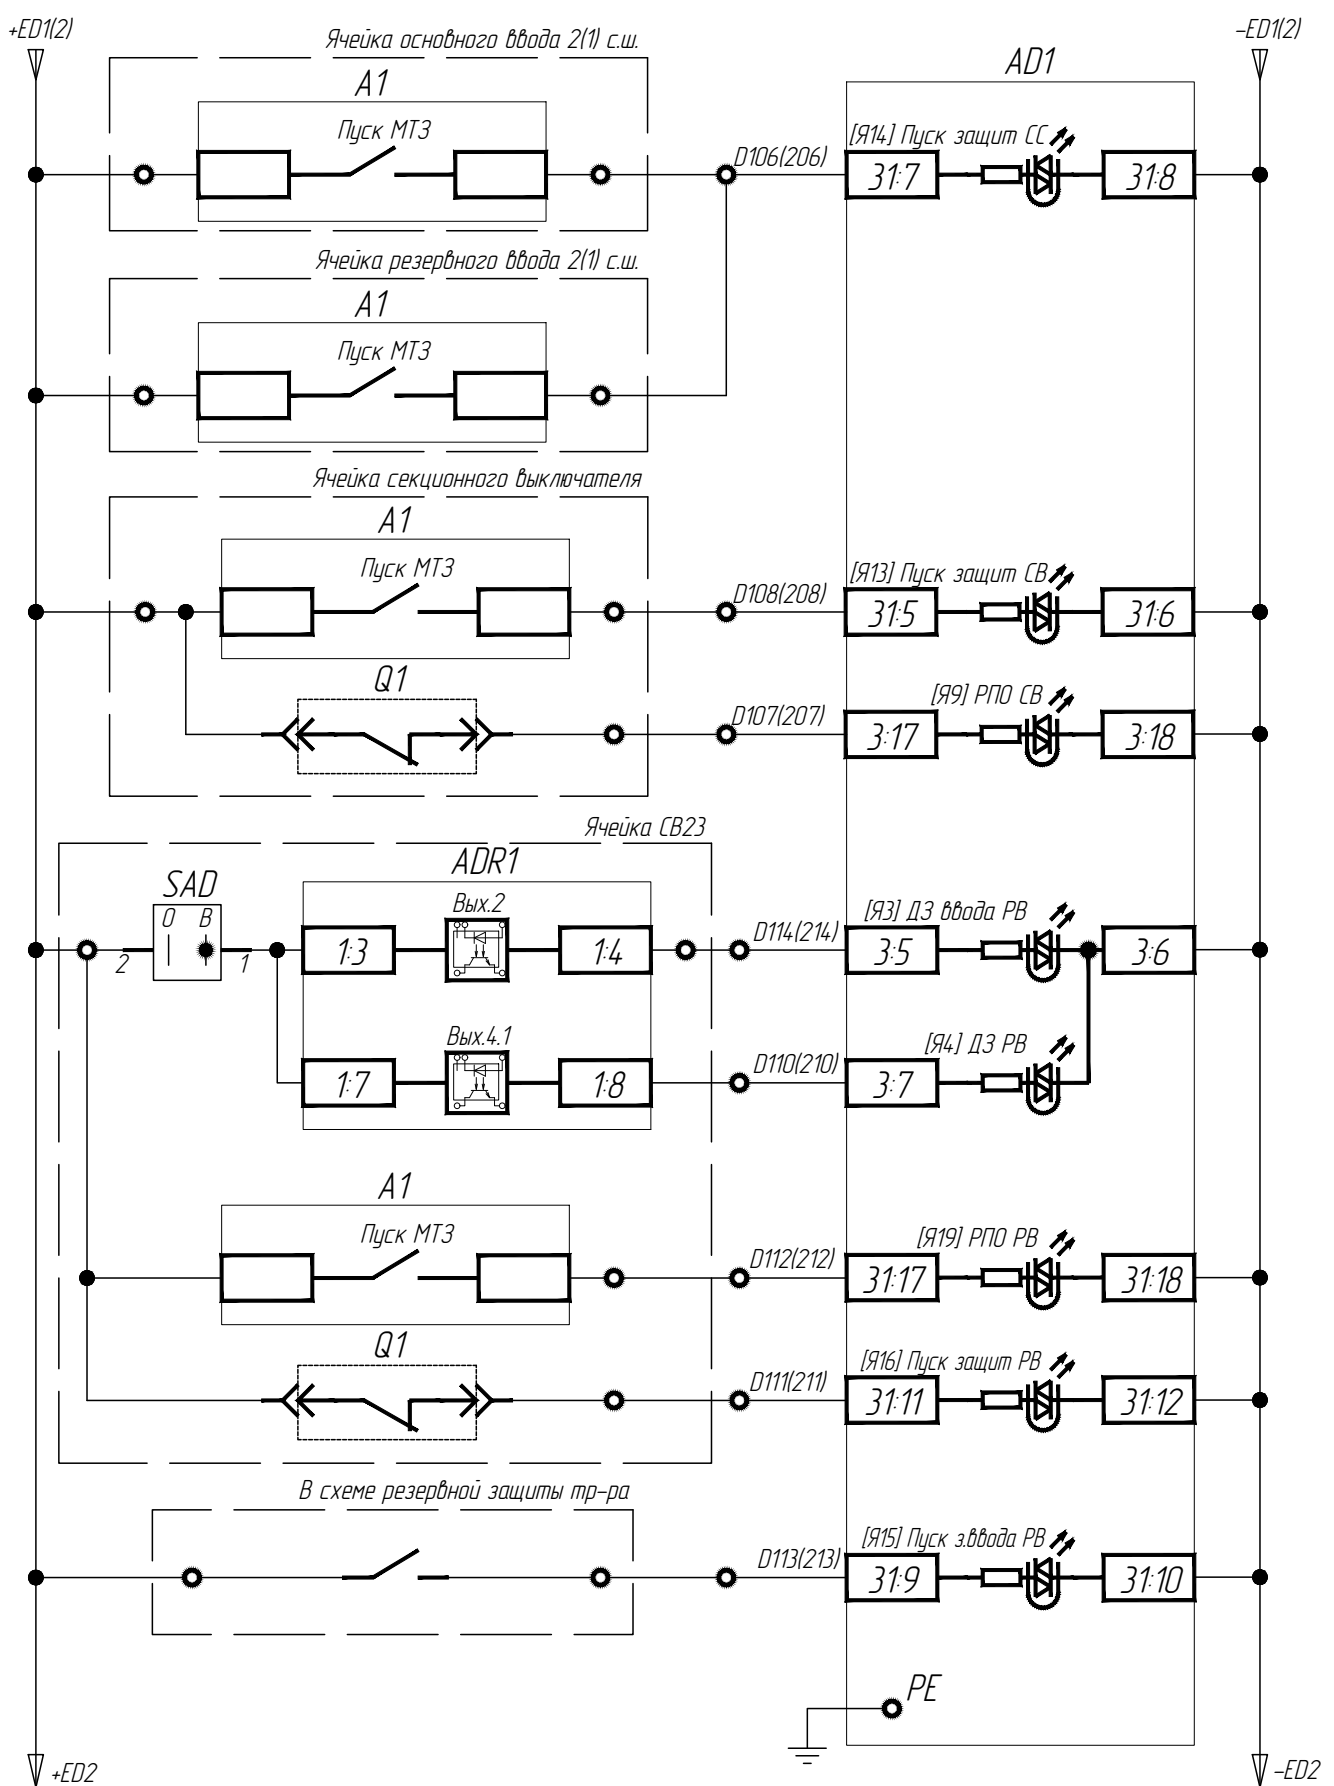 +ED1(2)
-ED1(2)
Ячейка основного ввода 2(1) с.ш.
A1
AD1
Пуск МТЗ
D106(206)
[Я14] Пуск защит СС
31:7
31:8
Ячейка резервного ввода 2(1) с.ш.
A1
Пуск МТЗ
Ячейка секционного выключателя
A1
Пуск МТЗ
D108(208)
[Я13] Пуск защит СВ
31:5
31:6
Q1
D107(207)
[Я9] РПО СВ
3:17
3:18
Ячейка СВ23
SAD
ADR1
O B
2
1
1:3
Вых.2
1:4
D114(214)
[Я3] ДЗ ввода РВ
3:5
3:6
1:7
Вых.4.1
1:8
D110(210)
[Я4] ДЗ РВ
3:7
A1
Пуск МТЗ
D112(212)
[Я19] РПО РВ
31:17
31:18
Q1
D111(211)
[Я16] Пуск защит РВ
31:11
31:12
В схеме резервной защиты тр-ра
D113(213)
[Я15] Пуск з.ввода РВ
31:9
31:10
PE
+ED2
-ED2